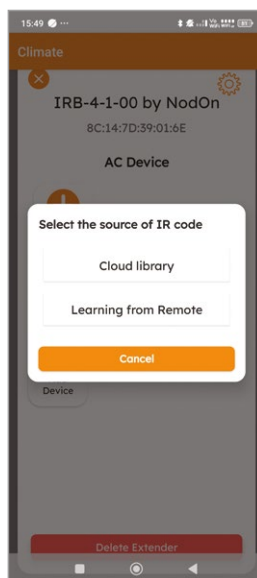 15:49
Climate
IRB-4-1-00 by NodOn
8C:14:7D:39:01:6E
AC Device
Select the source of IR code
Cloud library
Learning from Remote
Cancel
Device
Delete Extender